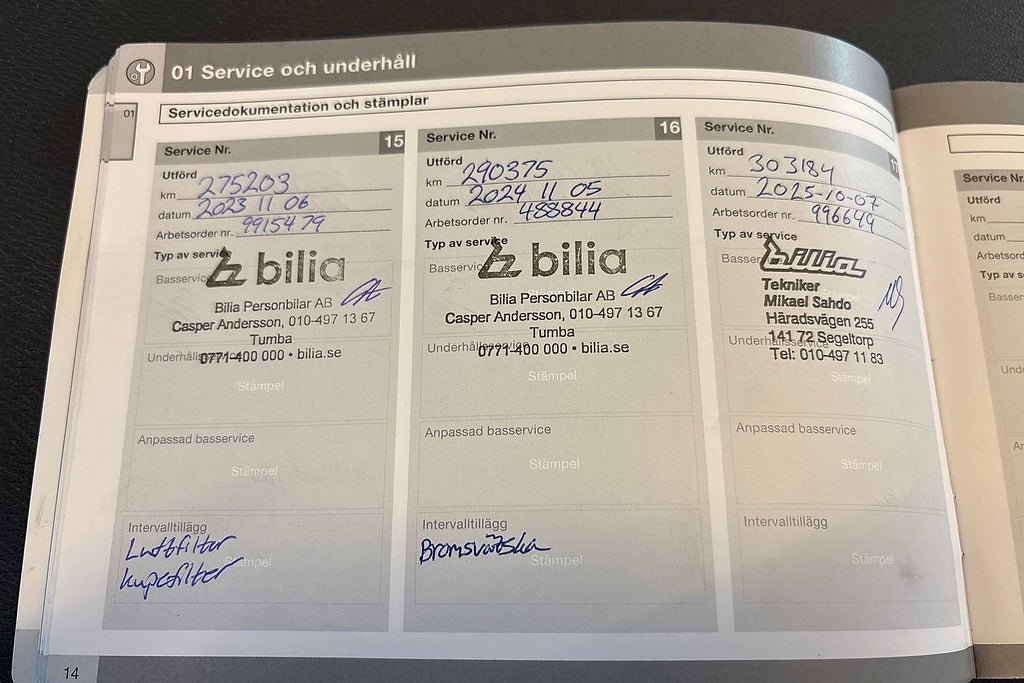 01 Service och underhåll
01
Servicedokumentation och stämplar
Service Nr. 15
Utförd
km 275203
datum 2023 11 06
Arbetsorder nr. 9915479
Typ av service
Basservice
bilia
Bilia Personbilar AB
Casper Andersson, 010-497 13 67
Tumba
0771-400 000 • bilia.se
Stämpel
Anpassad basservice
Stämpel
Intervalltillägg
Luftfilter
kupefilter
Stämpel
Service Nr. 16
Utförd
km 290375
datum 2024 11 05
Arbetsorder nr. 488844
Typ av service
Basservice
bilia
Bilia Personbilar AB
Casper Andersson, 010-497 13 67
Tumba
Underhållsservice
0771-400 000 • bilia.se
Stämpel
Anpassad basservice
Stämpel
Intervalltillägg
Bromsvätska
Stämpel
Service Nr. 17
Utförd
km 303184
datum 2025-10-07
Arbetsorder nr. 996649
Typ av service
bilia
Tekniker
Mikael Sahdo
Häradsvägen 255
141 72 Segeltorp
Underhållsservice
Tel: 010-497 11 83
Stämpel
Anpassad basservice
Stämpel
Intervalltillägg
Stämpel
14
Service Nr.
Utförd
km
datum